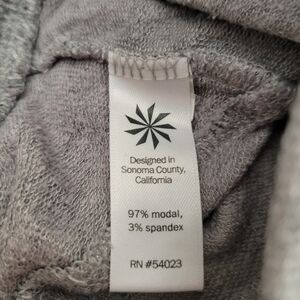 Designed in
Sonoma County,
California
97% modal,
3% spandex
RN #54023